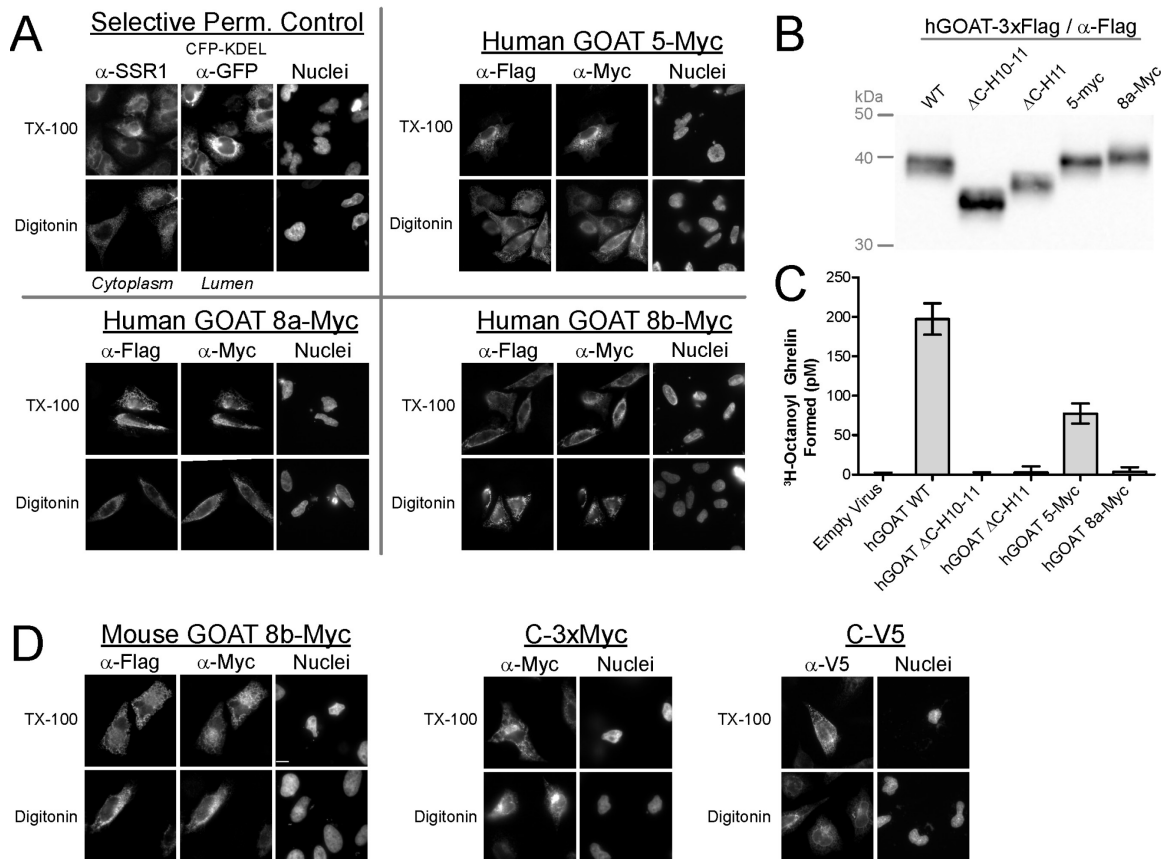 A
Selective Perm. Control
CFP-KDEL
α-SSR1 α-GFP Nuclei
TX-100
Digitonin
Cytoplasm Lumen
Human GOAT 5-Myc
α-Flag α-Myc Nuclei
TX-100
Digitonin
Human GOAT 8a-Myc
α-Flag α-Myc Nuclei
TX-100
Digitonin
Human GOAT 8b-Myc
α-Flag α-Myc Nuclei
TX-100
Digitonin
B
hGOAT-3xFlag / α-Flag
kDa
WT ΔC-H10-11 ΔC-H11 5-myc 8a-Myc
50
40
30
C
³H-Octanoyl Ghrelin
Formed (pM)
250
200
150
100
50
0
Empty Virus
hGOAT WT
hGOAT ΔC-H10-11
hGOAT ΔC-H11
hGOAT 5-Myc
hGOAT 8a-Myc
D
Mouse GOAT 8b-Myc
α-Flag α-Myc Nuclei
TX-100
Digitonin
C-3xMyc
α-Myc Nuclei
TX-100
Digitonin
C-V5
α-V5 Nuclei
TX-100
Digitonin